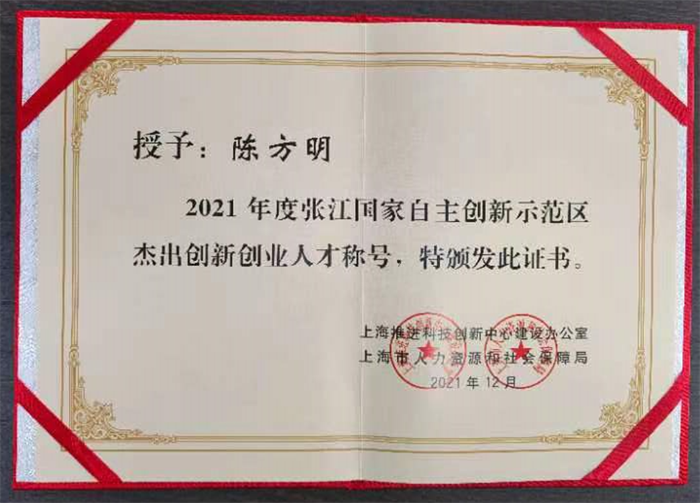 授予：陈方明
2021年度张江国家自主创新示范区
杰出创新创业人才称号，特颁发此证书。
上海推进科技创新中心建设办公室
上海市人力资源和社会保障局
2021年12月